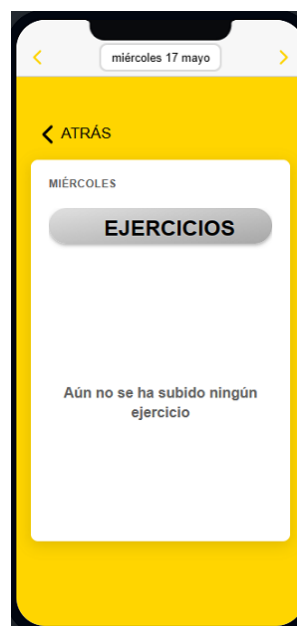 miércoles 17 mayo
ATRÁS
MIÉRCOLES
EJERCICIOS
Aún no se ha subido ningún
ejercicio